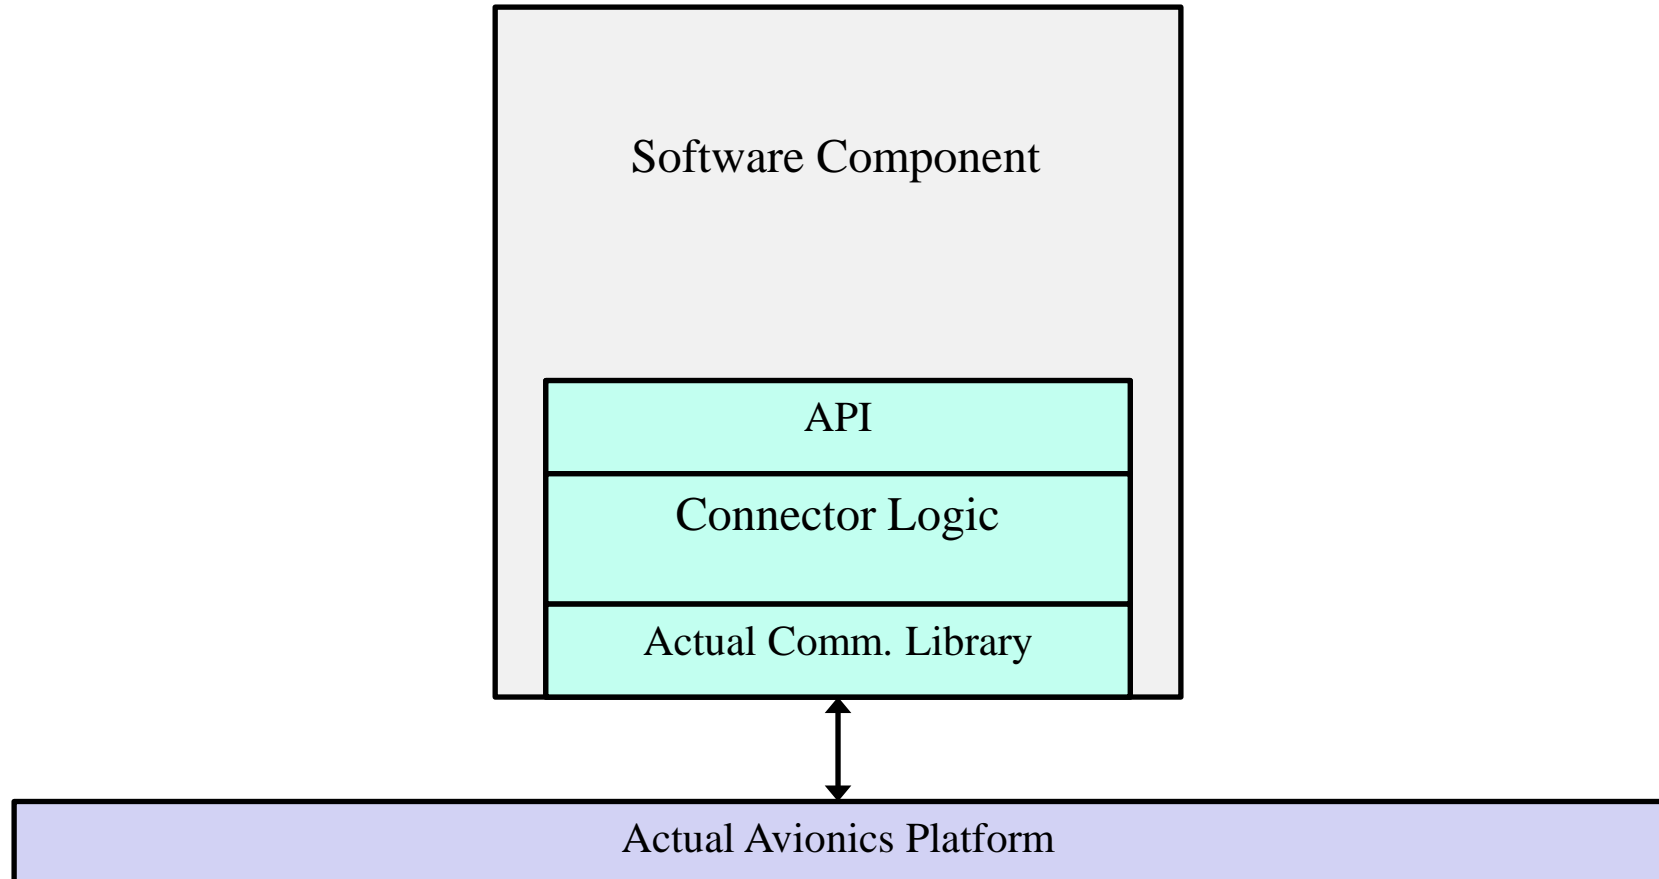 Software Component
API
Connector Logic
Actual Comm. Library
Actual Avionics Platform